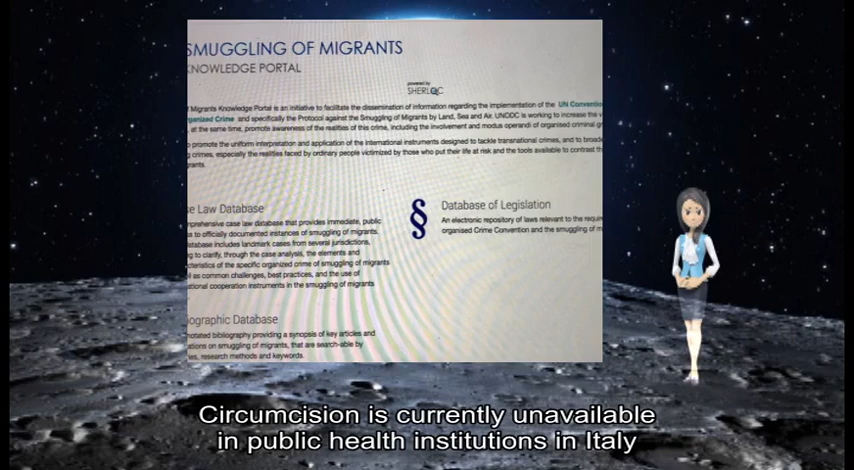 SMUGGLING OF MIGRANTS
KNOWLEDGE PORTAL
powered by
SHERLOC
Migrants Knowledge Portal is an initiative to facilitate the dissemination of information regarding the implementation of the UN Conventio
ganized Crime and specifically the Protocol against the Smuggling of Migrants by Land, Sea and Air. UNODC is working to increase the
at the same time, promote awareness of the realities of this crime, including the involvement and modus operandi of organised criminal
promote the uniform interpretation and application of the international instruments designed to tackle transnational crimes, and to
crimes, especially the realities faced by ordinary people victimized by those who put their life at risk and the tools available to contrast
rants.
se Law Database
mprehensive case law database that provides immediate, public
s to officially documented instances of smuggling of migrants.
atabase includes landmark cases from several jurisdictions,
g to clarify, through the case analysis, the elements and
cteristics of the specific organized crime of smuggling of migrants
ll as common challenges, best practices, and the use of
ational cooperation instruments in the smuggling of migrants
§
Database of Legislation
An electronic repository of laws relevant to the requir
organised Crime Convention and the smuggling of m
iographic Database
notated bibliography providing a synopsis of key articles and
ations on smuggling of migrants, that are search-able by
ies, research methods and keywords.
Circumcision is currently unavailable
in public health institutions in Italy